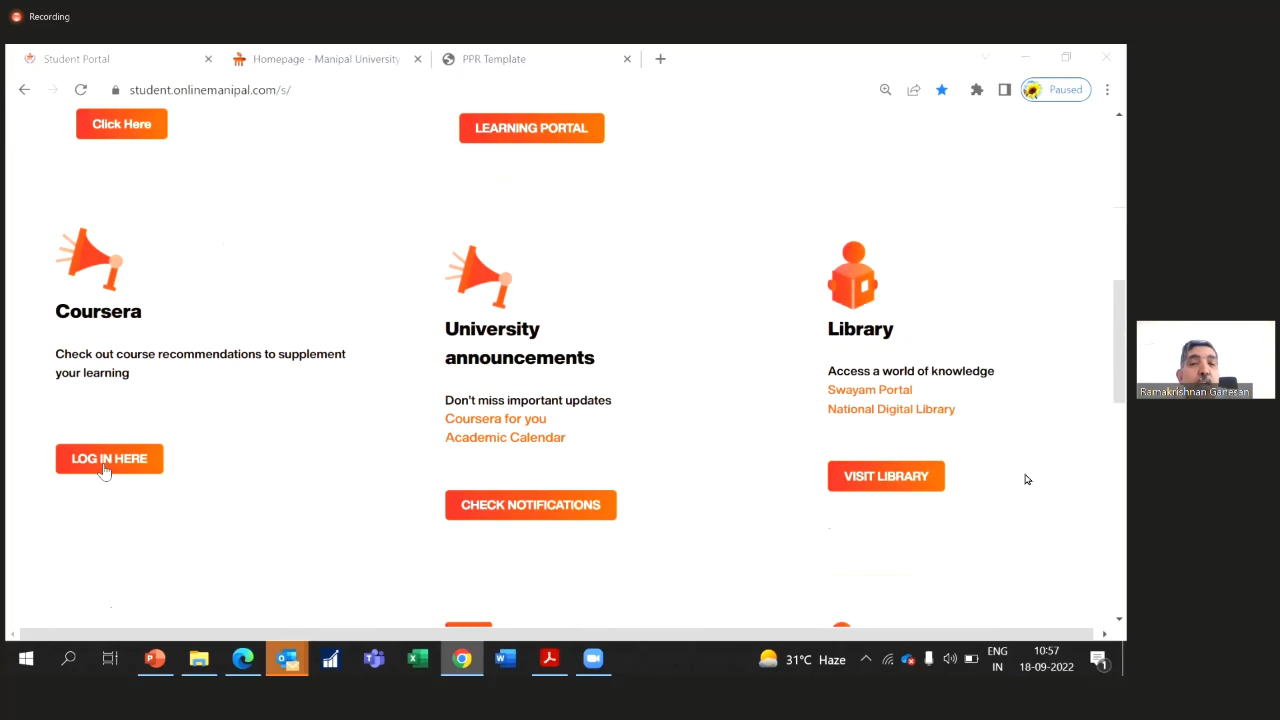 Recording
Student Portal
Homepage - Manipal University
PPR Template
student.onlinemanipal.com/s/
Paused
Click Here
LEARNING PORTAL
Coursera
Check out course recommendations to supplement
your learning
LOG IN HERE
University
announcements
Don't miss important updates
Coursera for you
Academic Calendar
CHECK NOTIFICATIONS
Library
Access a world of knowledge
Swayam Portal
National Digital Library
VISIT LIBRARY
Ramakrishnan Ganesan
31°C Haze
ENG
IN
10:57
18-09-2022
1